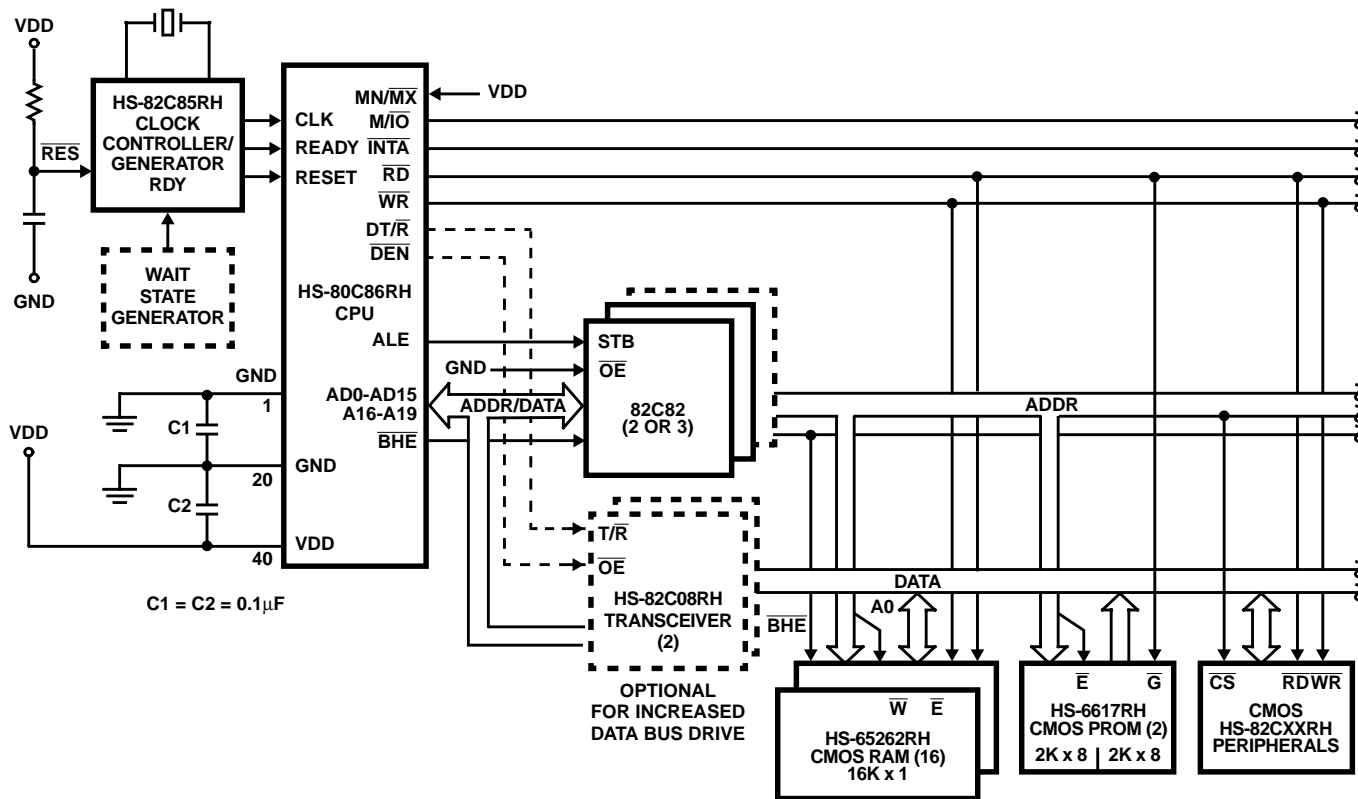 VDD
RES
GND
HS-82C85RH
CLOCK
CONTROLLER/
GENERATOR
RDY
WAIT
STATE
GENERATOR
CLK
READY
RESET
MN/MX
M/IO
INTA
RD
WR
DT/R
DEN
HS-80C86RH
CPU
ALE
AD0-AD15
A16-A19
BHE
VDD
GND
1
C1
GND
20
C2
VDD
40
VDD
C1 = C2 = 0.1μF
GND
ADDR/DATA
STB
OE
82C82
(2 OR 3)
T/R
OE
HS-82C08RH
TRANSCEIVER
(2)
OPTIONAL
FOR INCREASED
DATA BUS DRIVE
ADDR
DATA
BHE
A0
W E
HS-65262RH
CMOS RAM (16)
16K x 1
E G
HS-6617RH
CMOS PROM (2)
2K x 8 | 2K x 8
CS RD WR
CMOS
HS-82CXXRH
PERIPHERALS